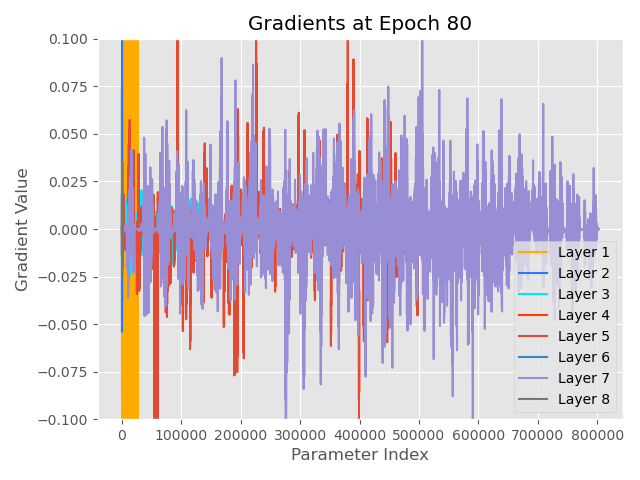 Gradients at Epoch 80
0.100
0.075
0.050
0.025
0.000
−0.025
−0.050
−0.075
−0.100
Gradient Value
Layer 1
Layer 2
Layer 3
Layer 4
Layer 5
Layer 6
Layer 7
Layer 8
0 100000 200000 300000 400000 500000 600000 700000 800000
Parameter Index